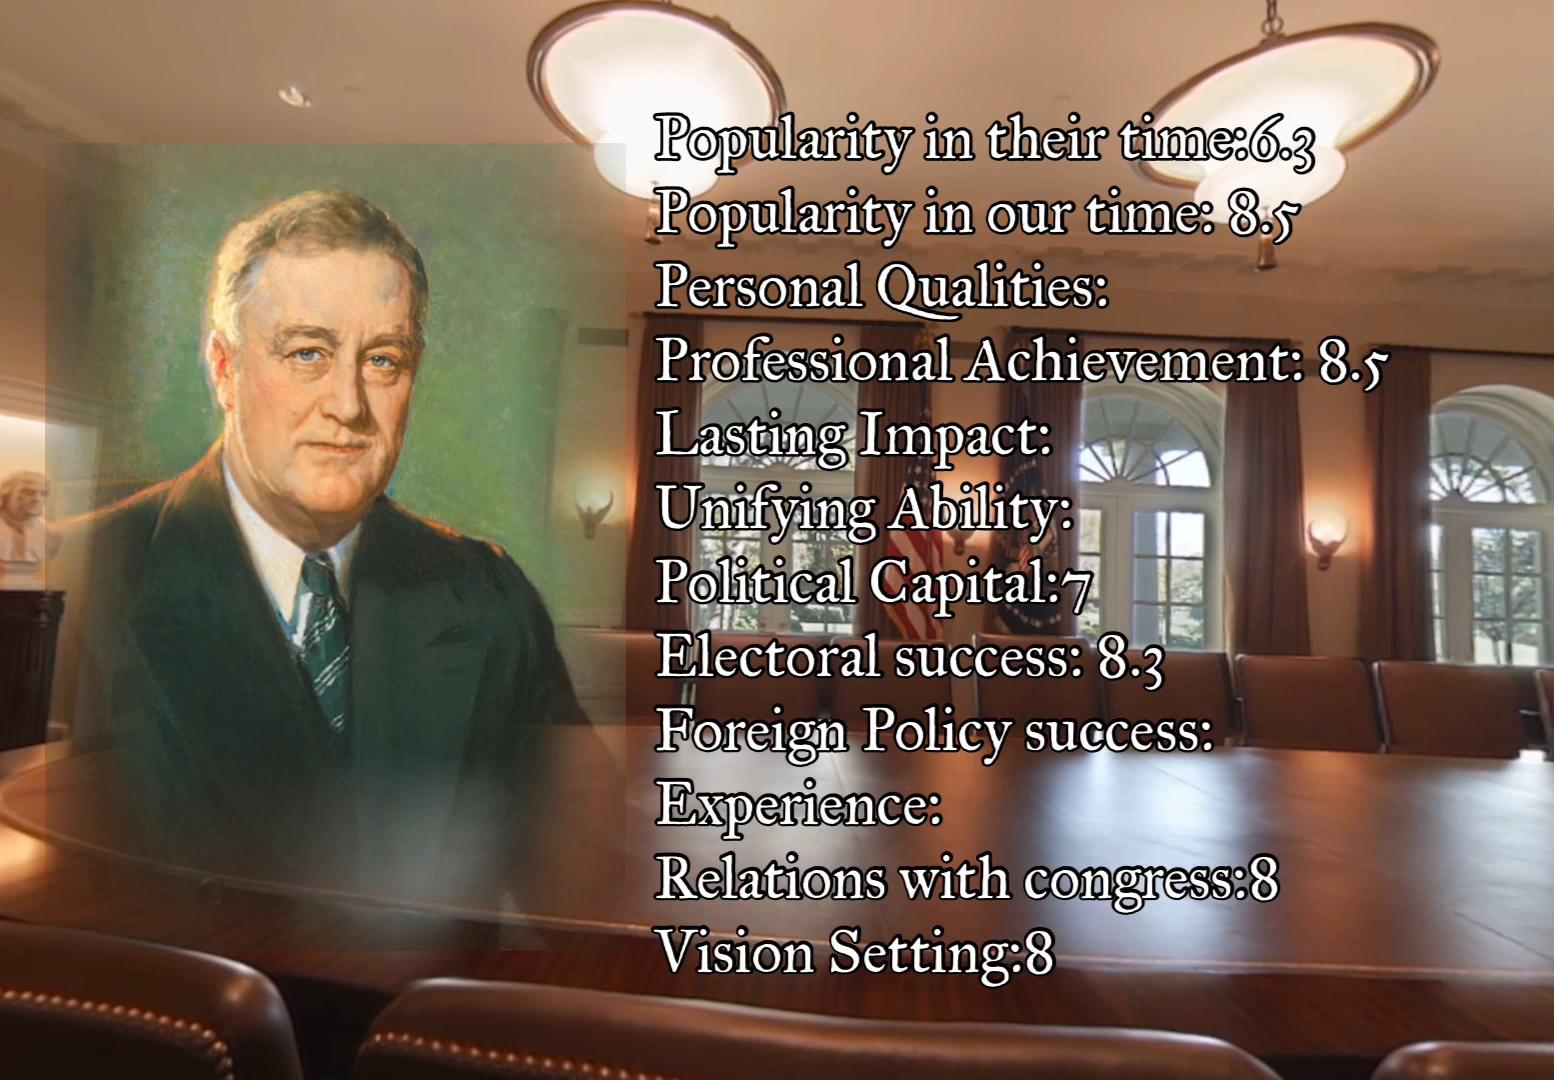 Popularity in their time:6.3
Popularity in our time: 8.5
Personal Qualities:
Professional Achievement: 8.5
Lasting Impact:
Unifying Ability:
Political Capital:7
Electoral success: 8.3
Foreign Policy success:
Experience:
Relations with congress:8
Vision Setting:8